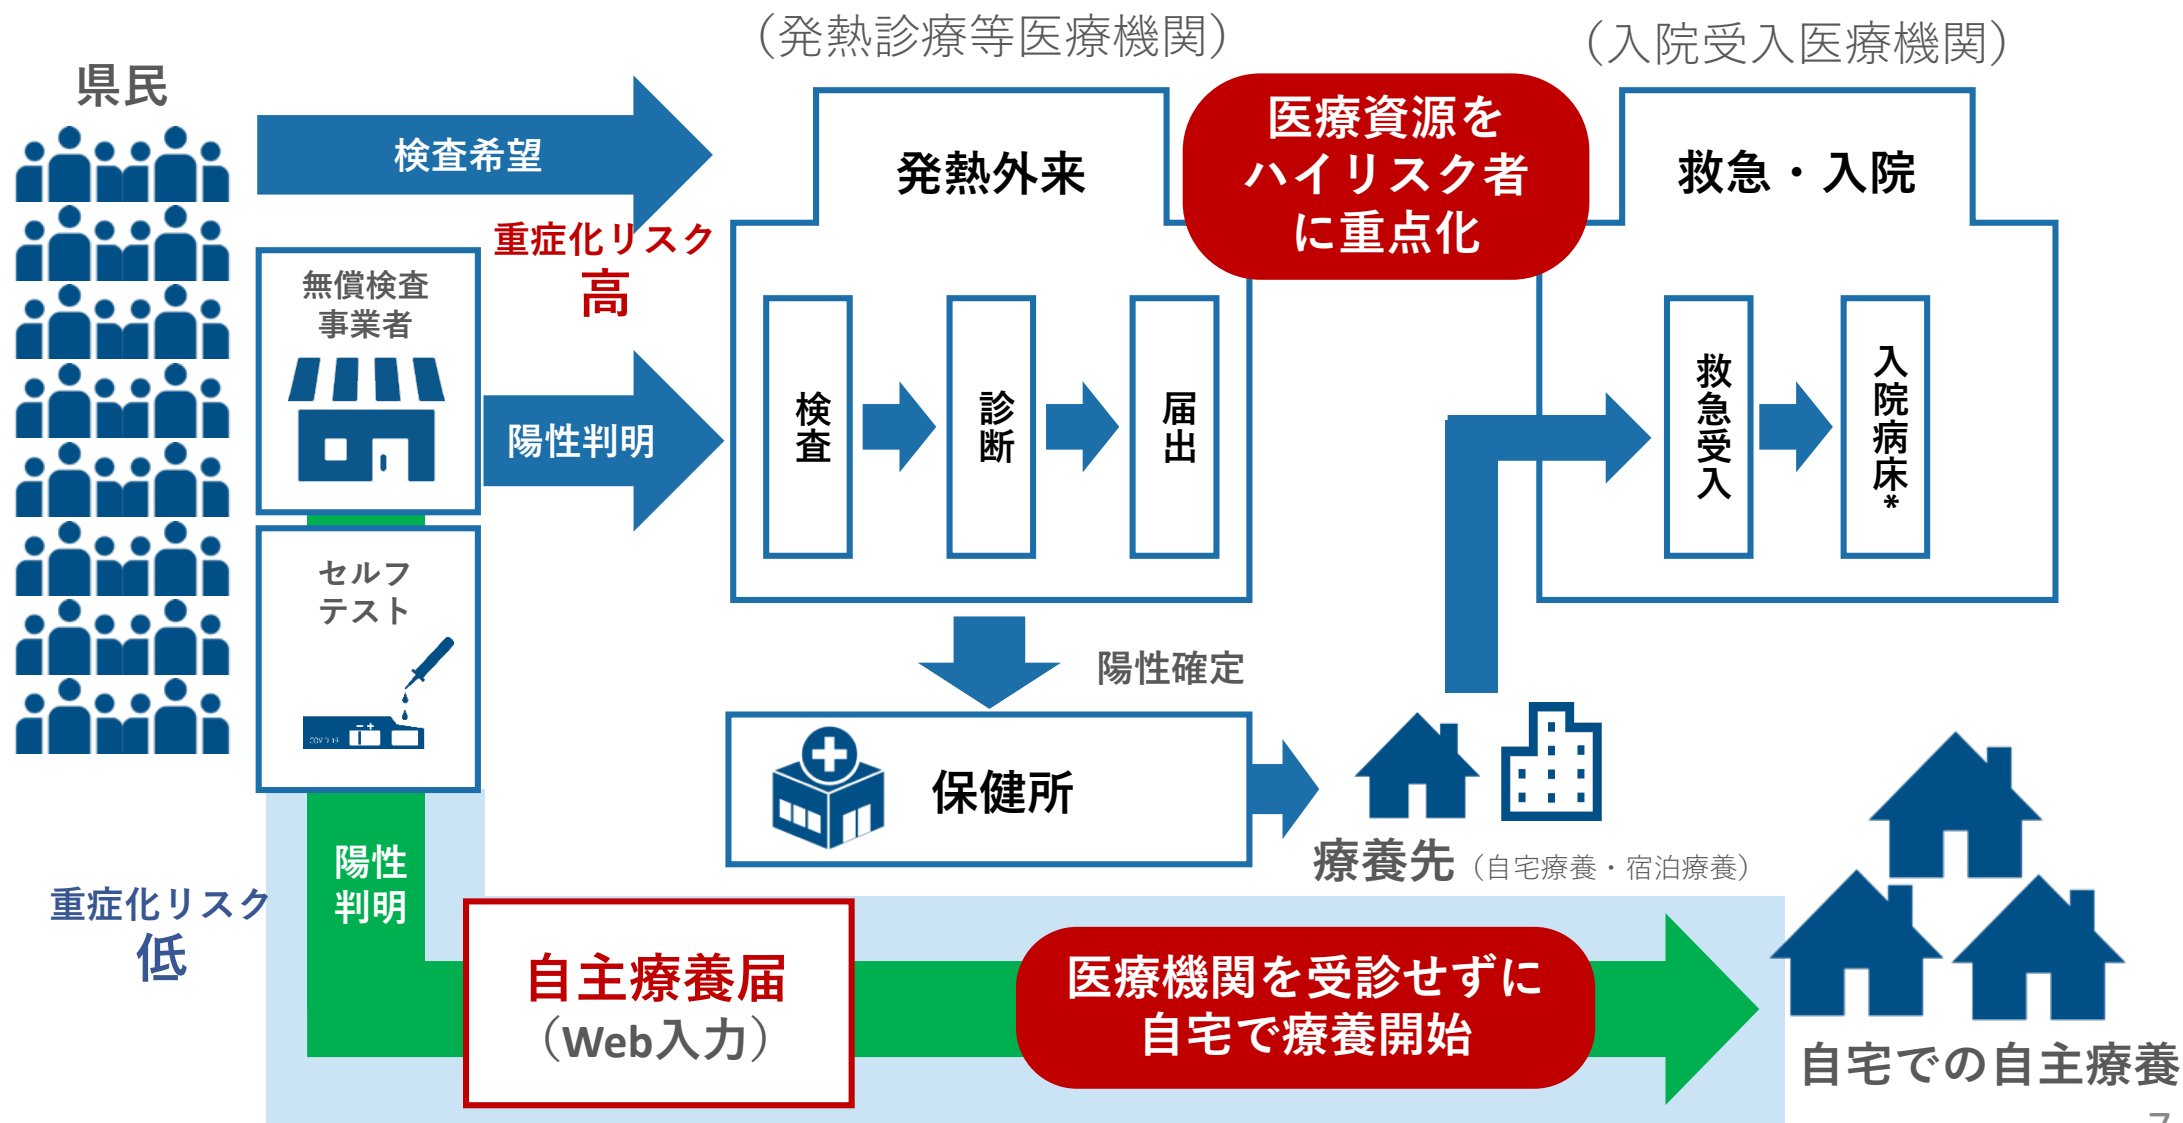 （発熱診療等医療機関）
（入院受入医療機関）
県民
検査希望
発熱外来
医療資源を
ハイリスク者
に重点化
救急・入院
重症化リスク
高
無償検査
事業者
陽性判明
検査
診断
届出
救急受入
入院病床*
セルフ
テスト
陽性確定
保健所
療養先（自宅療養・宿泊療養）
重症化リスク
低
陽性
判明
自主療養届
（Web入力）
医療機関を受診せずに
自宅で療養開始
自宅での自主療養
7